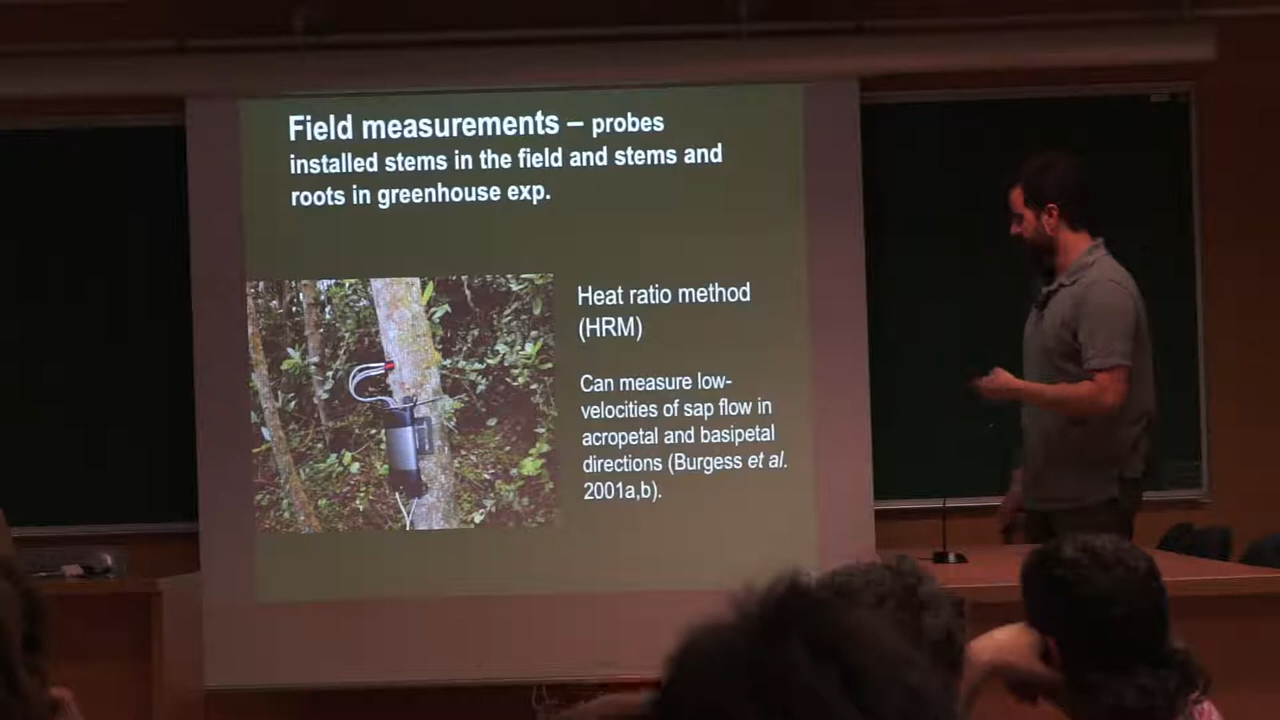 Field measurements – probes
installed stems in the field and stems and
roots in greenhouse exp.
Heat ratio method
(HRM)
Can measure low-
velocities of sap flow in
acropetal and basipetal
directions (Burgess et al.
2001a,b).